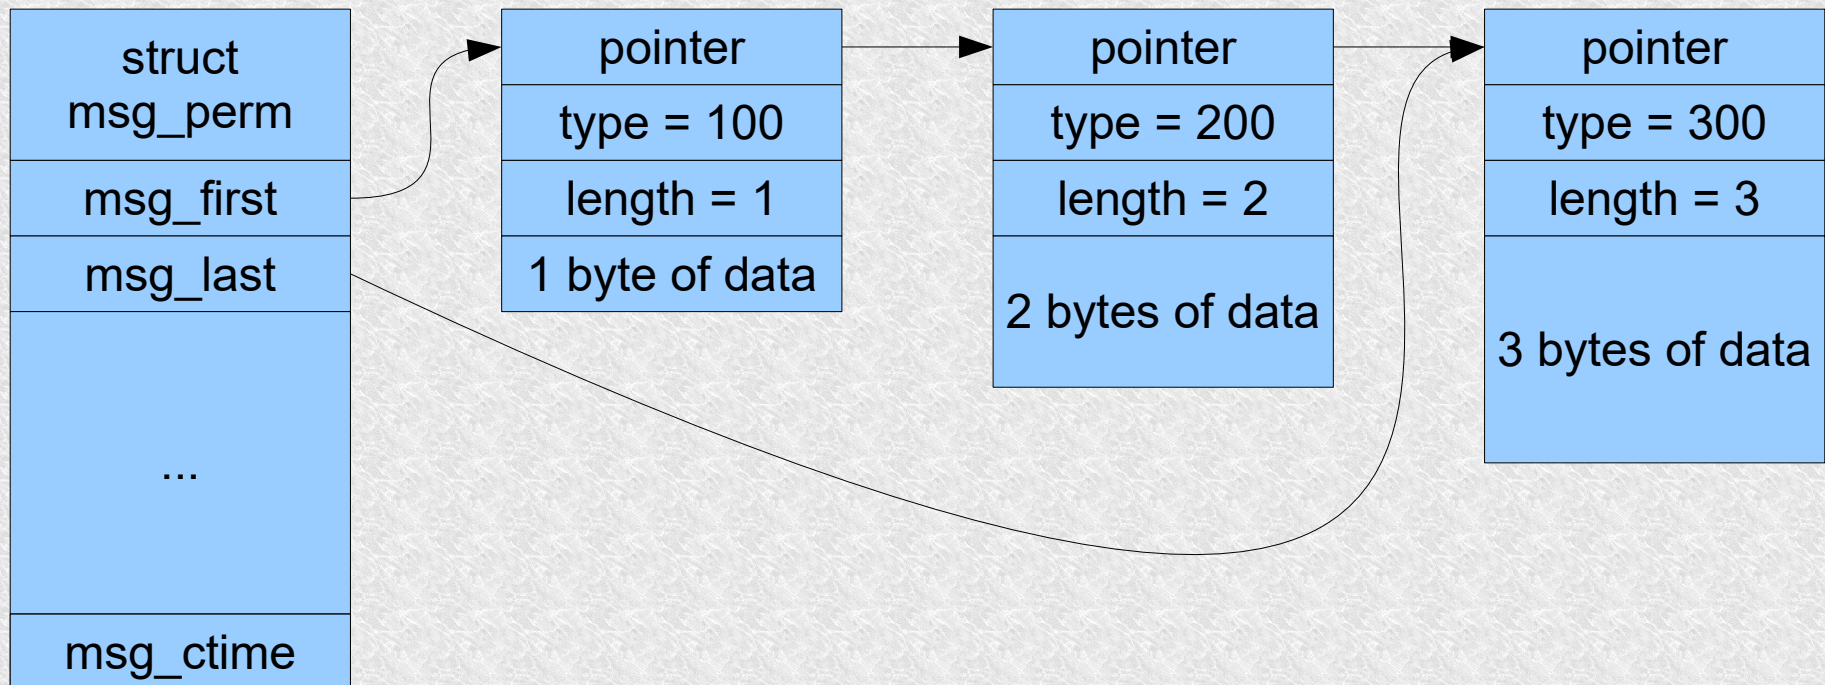 struct
msg_perm
msg_first
msg_last
...
msg_ctime
pointer
type = 100
length = 1
1 byte of data
pointer
type = 200
length = 2
2 bytes of data
pointer
type = 300
length = 3
3 bytes of data